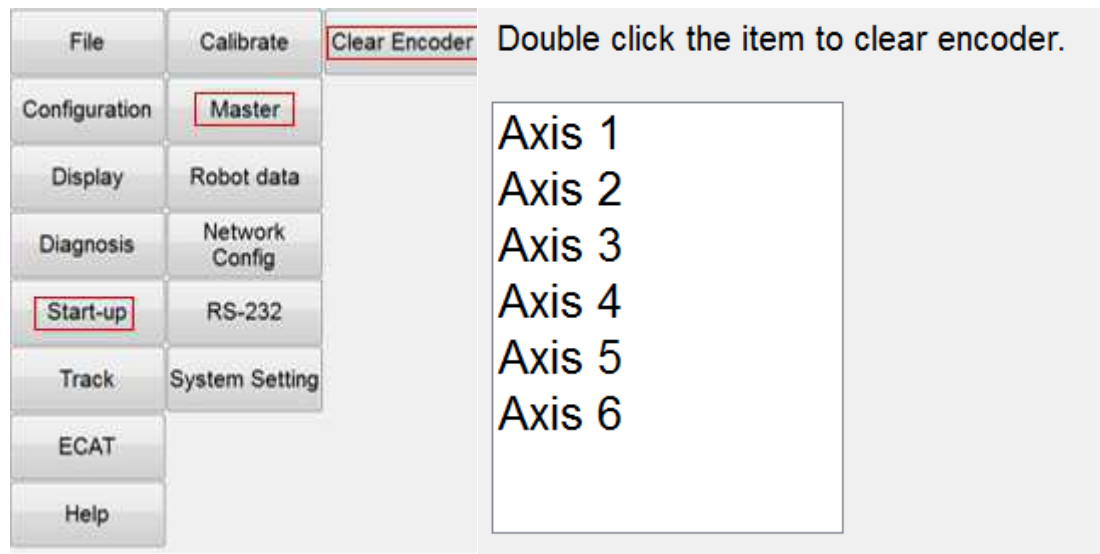 File
Calibrate
Clear Encoder
Configuration
Master
Display
Robot data
Diagnosis
Network
Config
Start-up
RS-232
Track
System Setting
ECAT
Help
Double click the item to clear encoder.
Axis 1
Axis 2
Axis 3
Axis 4
Axis 5
Axis 6